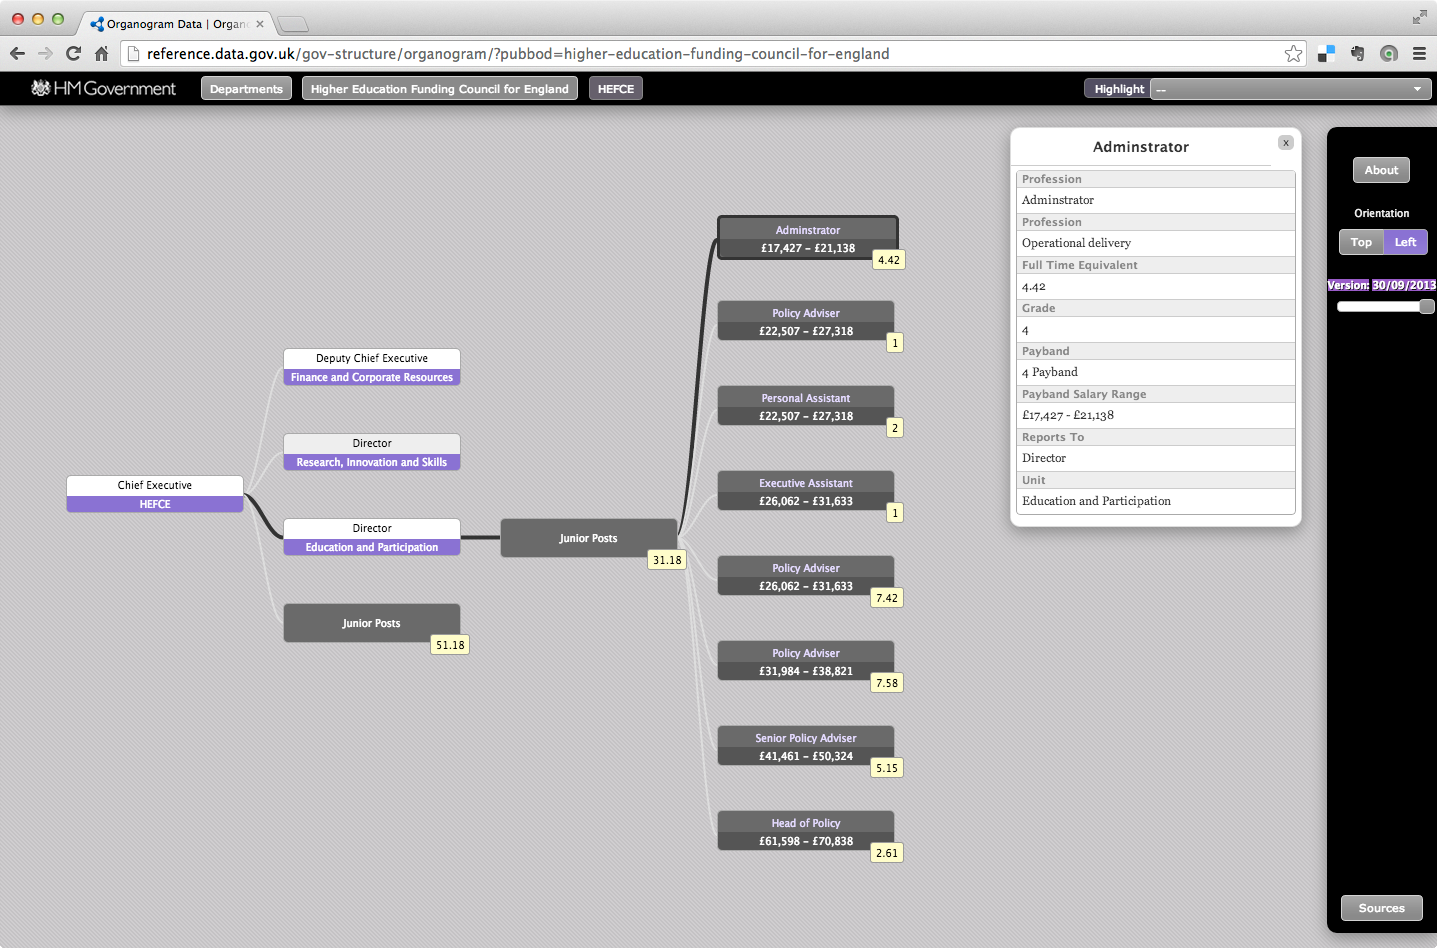 Organogram Data | Organ
reference.data.gov.uk/gov-structure/organogram/?pubbod=higher-education-funding-council-for-england
HM Government
Departments
Higher Education Funding Council for England
HEFCE
Highlight
--
Chief Executive
HEFCE
Deputy Chief Executive
Finance and Corporate Resources
Director
Research, Innovation and Skills
Director
Education and Participation
Junior Posts
51.18
Junior Posts
31.18
Adminstrator
£17,427 - £21,138
4.42
Policy Adviser
£22,507 - £27,318
1
Personal Assistant
£22,507 - £27,318
2
Executive Assistant
£26,062 - £31,633
1
Policy Adviser
£26,062 - £31,633
7.42
Policy Adviser
£31,984 - £38,821
7.58
Senior Policy Adviser
£41,461 - £50,324
5.15
Head of Policy
£61,598 - £70,838
2.61
Adminstrator
x
Profession
Adminstrator
Profession
Operational delivery
Full Time Equivalent
4.42
Grade
4
Payband
4 Payband
Payband Salary Range
£17,427 - £21,138
Reports To
Director
Unit
Education and Participation
About
Orientation
Top
Left
Version: 30/09/2013
Sources